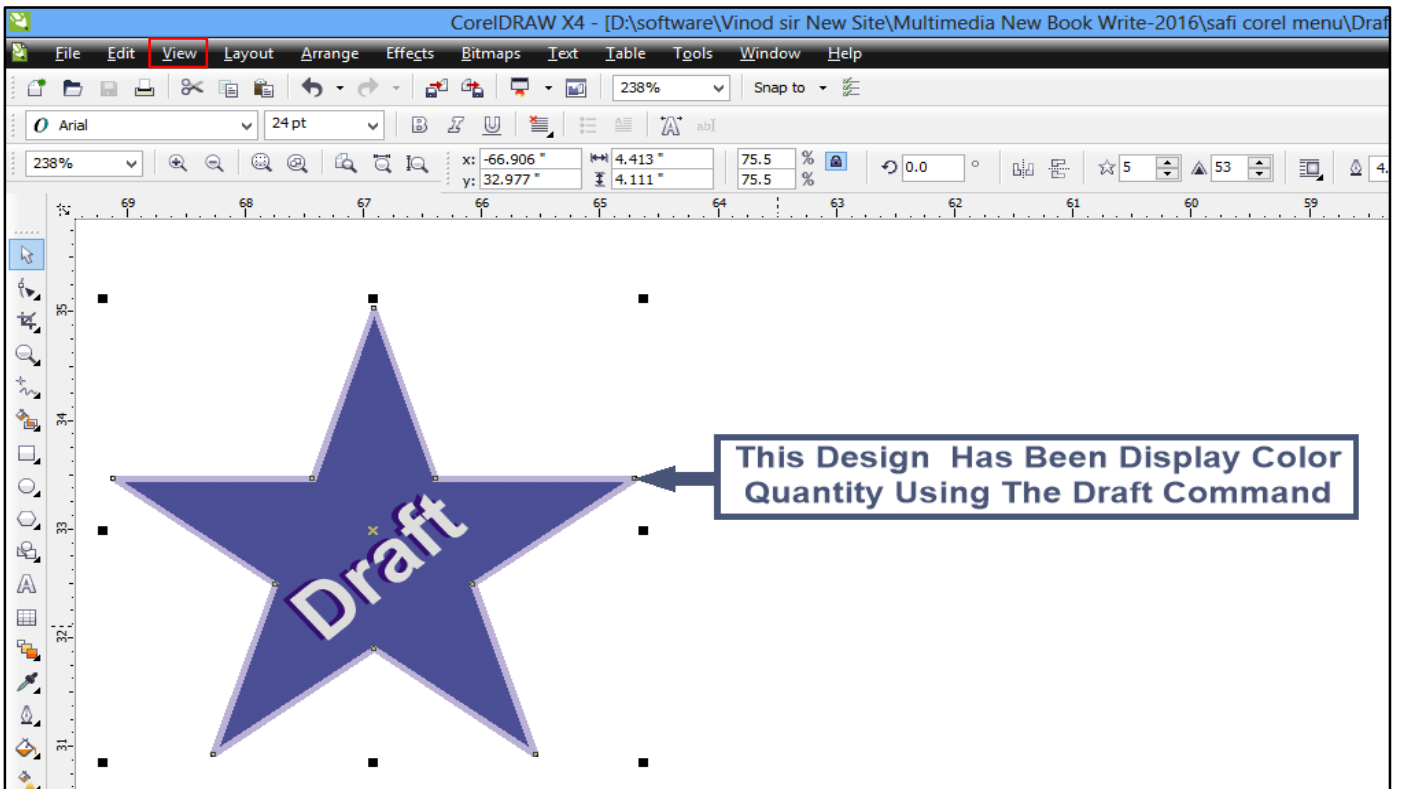 CorelDRAW X4 - [D:\software\Vinod sir New Site\Multimedia New Book Write-2016\safi corel menu\Draf
File Edit View Layout Arrange Effects Bitmaps Text Table Tools Window Help
238% Snap to
O Arial 24 pt B I U A ab
238% x: -66.906 " 4.413 " 75.5 % 0.0 ° 5 53 4.
y: 32.977 " 4.111 " 75.5 %
69 68 67 66 65 64 63 62 61 60 59
35
34
33
32
31
This Design Has Been Display Color
Quantity Using The Draft Command
Draft